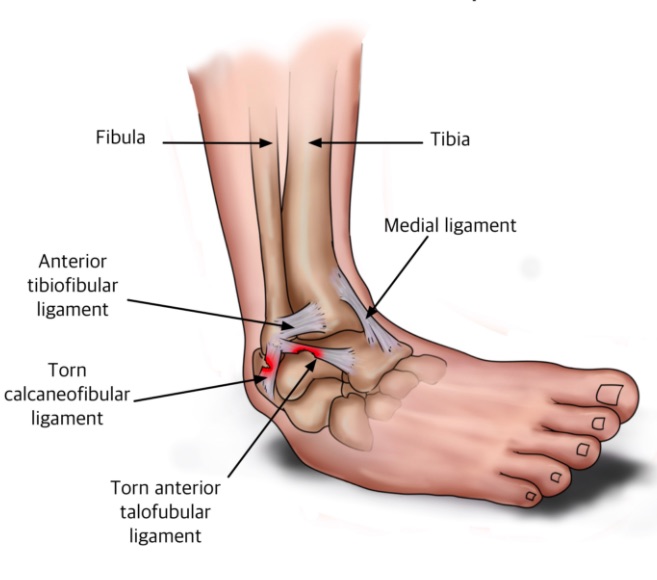 Fibula
Tibia
Medial ligament
Anterior
tibiofibular
ligament
Torn
calcaneofibular
ligament
Torn anterior
talofubular
ligament